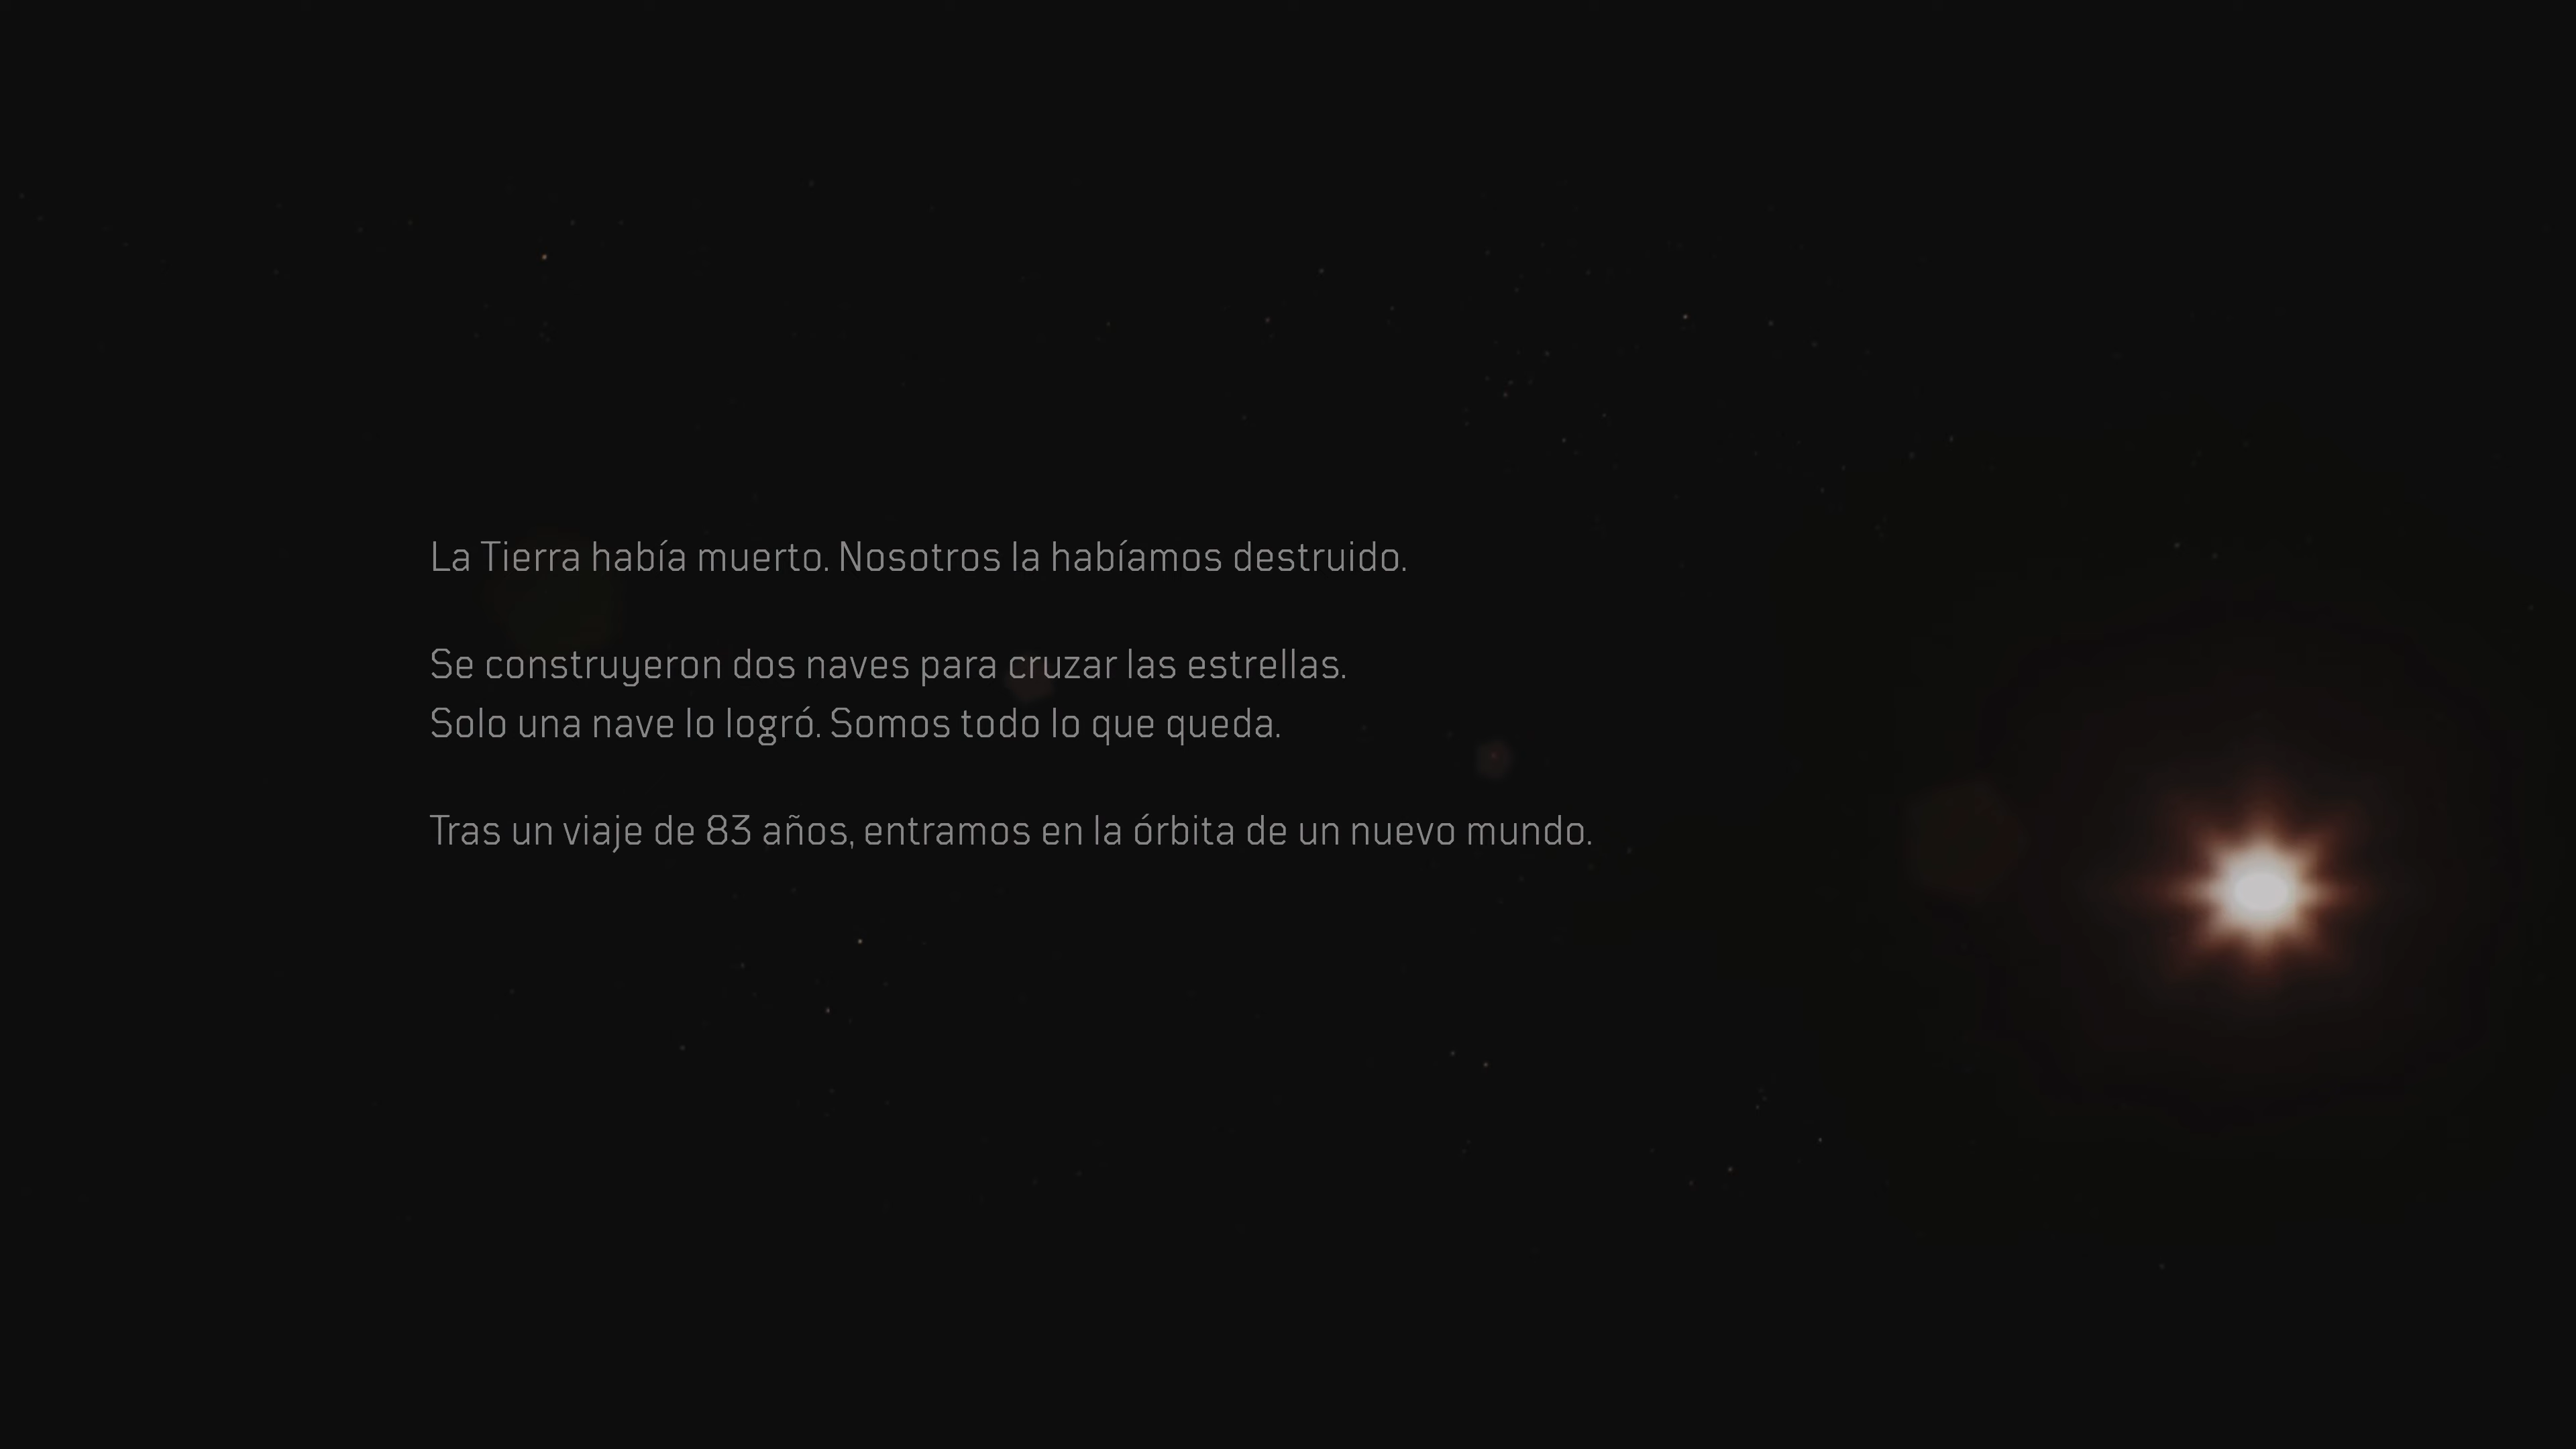 La Tierra había muerto. Nosotros la habíamos destruido.
Se construyeron dos naves para cruzar las estrellas.
Solo una nave lo logró. Somos todo lo que queda.
Tras un viaje de 83 años, entramos en la órbita de un nuevo mundo.